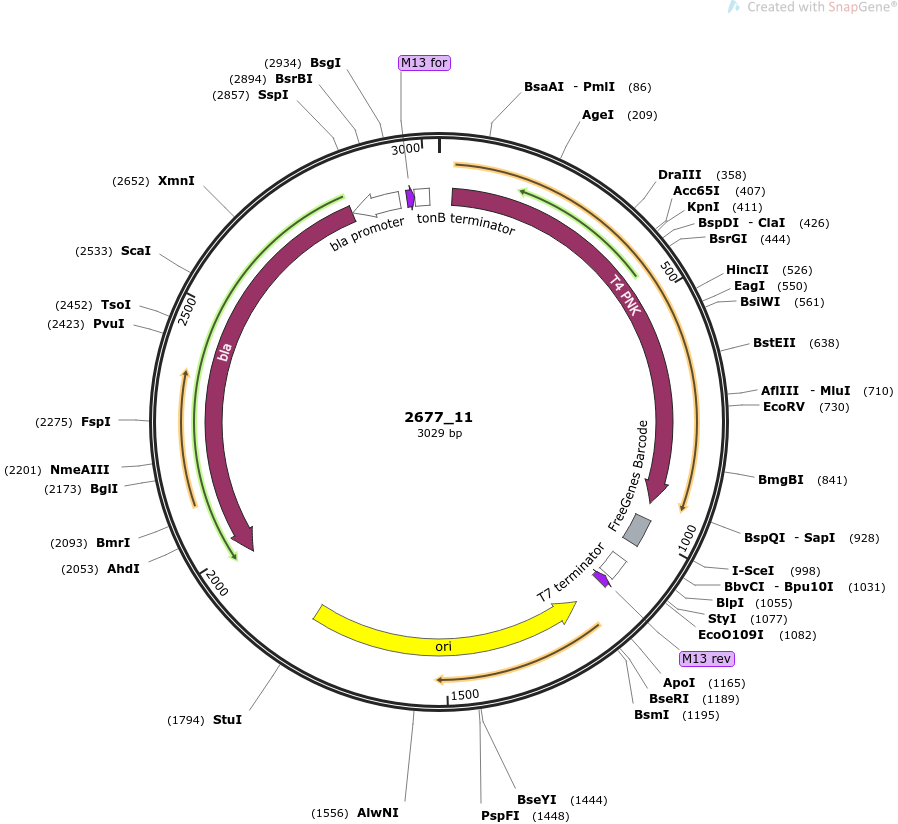 Created with SnapGene®
(2934) BsgI
(2894) BsrBI
(2857) SspI
M13 for
BsaAI - PmlI (86)
AgeI (209)
3000
(2652) XmnI
DraIII (358)
Acc65I (407)
KpnI (411)
BspDI - ClaI (426)
BsrGI (444)
bla promoter
tonB terminator
(2533) ScaI
500
HincII (526)
EagI (550)
BsiWI (561)
T4 PNK
(2452) TsoI
(2423) PvuI
2500
BstEII (638)
bla
AflIII - MluI (710)
EcoRV (730)
2677_11
3029 bp
(2275) FspI
(2201) NmeAIII
(2173) BglI
FreeGenes Barcode
BmgBI (841)
(2093) BmrI
(2053) AhdI
1000
BspQI - SapI (928)
I-SceI (998)
BbvCI - Bpu10I (1031)
BlpI (1055)
StyI (1077)
EcoO109I (1082)
2000
T7 terminator
M13 rev
ori
ApoI (1165)
BseRI (1189)
BsmI (1195)
1500
(1794) StuI
(1556) AlwNI
BseYI (1444)
PspFI (1448)